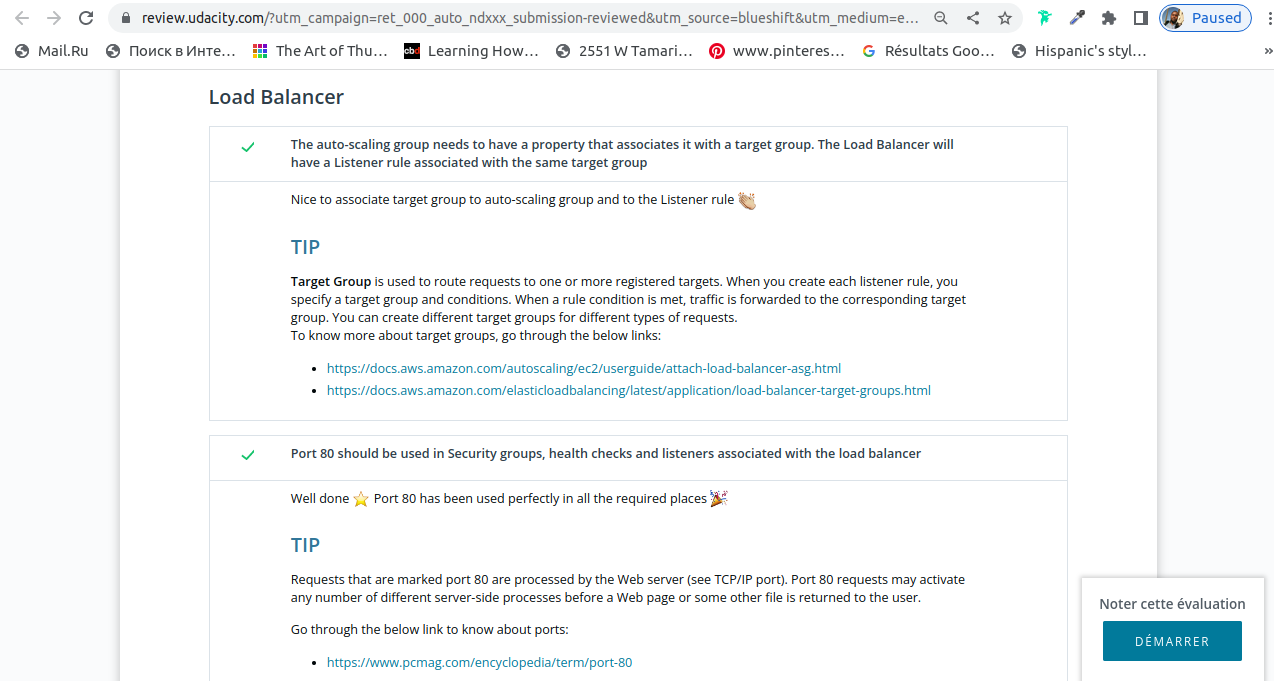 review.udacity.com/?utm_campaign=ret_000_auto_ndxxx_submission-reviewed&utm_source=blueshift&utm_medium=e...
Paused
Mail.Ru
Поиск в Инте...
The Art of Thu...
cbd
Learning How...
2551 W Tamari...
www.pinteres...
Résultats Goo...
Hispanic's styl...
»
Load Balancer
The auto-scaling group needs to have a property that associates it with a target group. The Load Balancer will
have a Listener rule associated with the same target group
Nice to associate target group to auto-scaling group and to the Listener rule 👏
TIP
Target Group is used to route requests to one or more registered targets. When you create each listener rule, you
specify a target group and conditions. When a rule condition is met, traffic is forwarded to the corresponding target
group. You can create different target groups for different types of requests.
To know more about target groups, go through the below links:
• https://docs.aws.amazon.com/autoscaling/ec2/userguide/attach-load-balancer-asg.html
• https://docs.aws.amazon.com/elasticloadbalancing/latest/application/load-balancer-target-groups.html
Port 80 should be used in Security groups, health checks and listeners associated with the load balancer
Well done ⭐ Port 80 has been used perfectly in all the required places 🎉
TIP
Requests that are marked port 80 are processed by the Web server (see TCP/IP port). Port 80 requests may activate
any number of different server-side processes before a Web page or some other file is returned to the user.
Go through the below link to know about ports:
• https://www.pcmag.com/encyclopedia/term/port-80
Noter cette évaluation
DÉMARRER